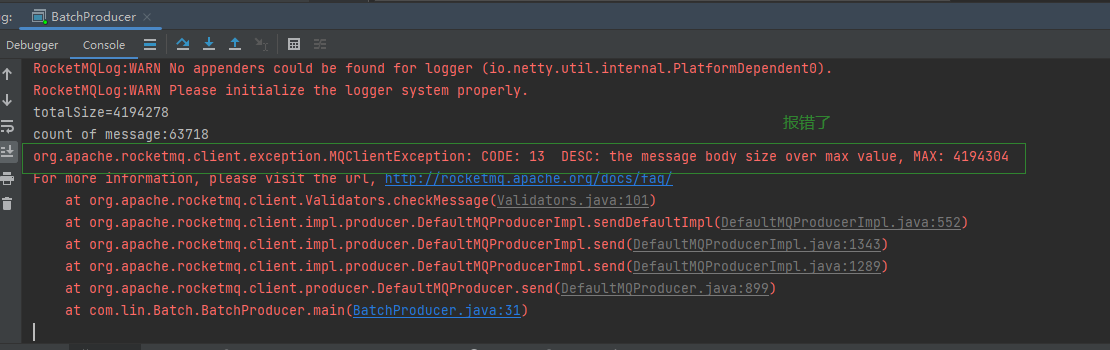 g: BatchProducer ×
Debugger Console
RocketMQLog:WARN No appenders could be found for logger (io.netty.util.internal.PlatformDependent0).
RocketMQLog:WARN Please initialize the logger system properly.
totalSize=4194278
报错了
count of message:63718
org.apache.rocketmq.client.exception.MQClientException: CODE: 13  DESC: the message body size over max value, MAX: 4194304
For more information, please visit the url, http://rocketmq.apache.org/docs/faq/
at org.apache.rocketmq.client.Validators.checkMessage(Validators.java:101)
at org.apache.rocketmq.client.impl.producer.DefaultMQProducerImpl.sendDefaultImpl(DefaultMQProducerImpl.java:552)
at org.apache.rocketmq.client.impl.producer.DefaultMQProducerImpl.send(DefaultMQProducerImpl.java:1343)
at org.apache.rocketmq.client.impl.producer.DefaultMQProducerImpl.send(DefaultMQProducerImpl.java:1289)
at org.apache.rocketmq.client.producer.DefaultMQProducer.send(DefaultMQProducer.java:899)
at com.lin.Batch.BatchProducer.main(BatchProducer.java:31)